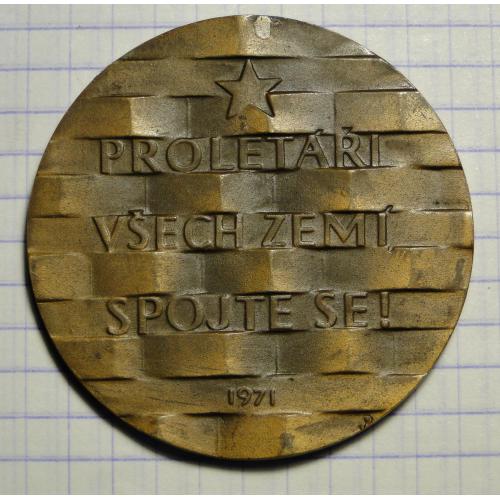 PROLETÁŘI
VŠECH ZEMÍ
SPOJTE SE!
1971